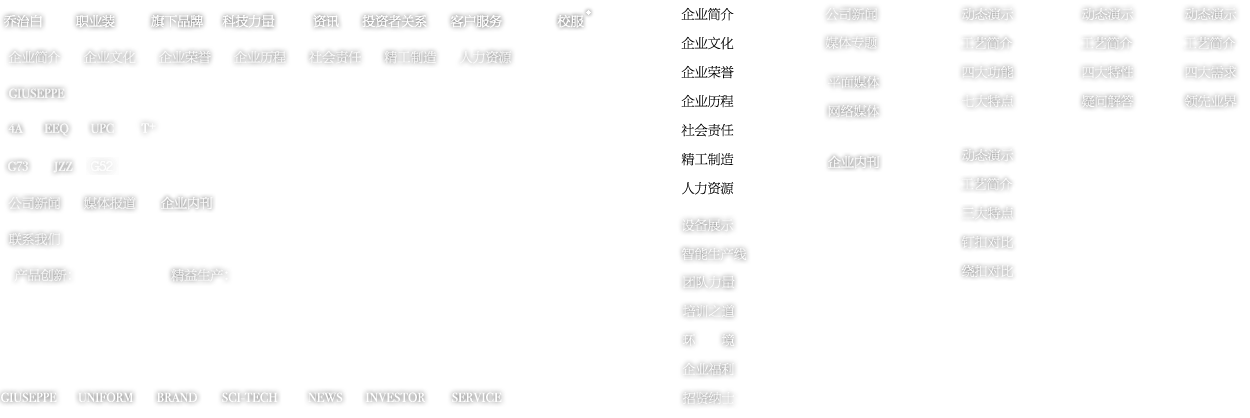 乔治白 职业装 旗下品牌 科技力量 资讯 投资者关系 客户服务 校服
企业简介 企业文化 企业荣誉 企业历程 社会责任 精工制造 人力资源
GIUSEPPE
4A EEQ UPC
G73 JZZ G52
公司新闻 媒体报道 企业内刊
联系我们
产品创新: 精益生产:
GIUSEPPE UNIFORM BRAND SCI-TECH NEWS INVESTOR SERVICE
企业简介
企业文化
企业荣誉
企业历程
社会责任
精工制造
人力资源
设备展示
智能生产线
团队力量
培训之道
环 境
企业福利
招贤纳士
公司新闻
媒体专题
平面媒体
网络媒体
企业内刊
动态演示
工艺简介
四大功能
七大特点
动态演示
工艺简介
三大特点
钉扣对比
绕扣对比
动态演示
工艺简介
四大特性
疑问解答
动态演示
工艺简介
四大需求
领先业界